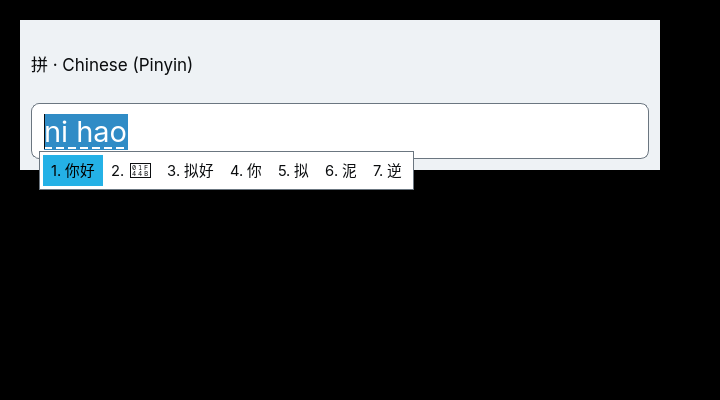 拼 · Chinese (Pinyin)
ni hao
1. 你好 2. 3. 拟好 4. 你 5. 拟 6. 泥 7. 逆